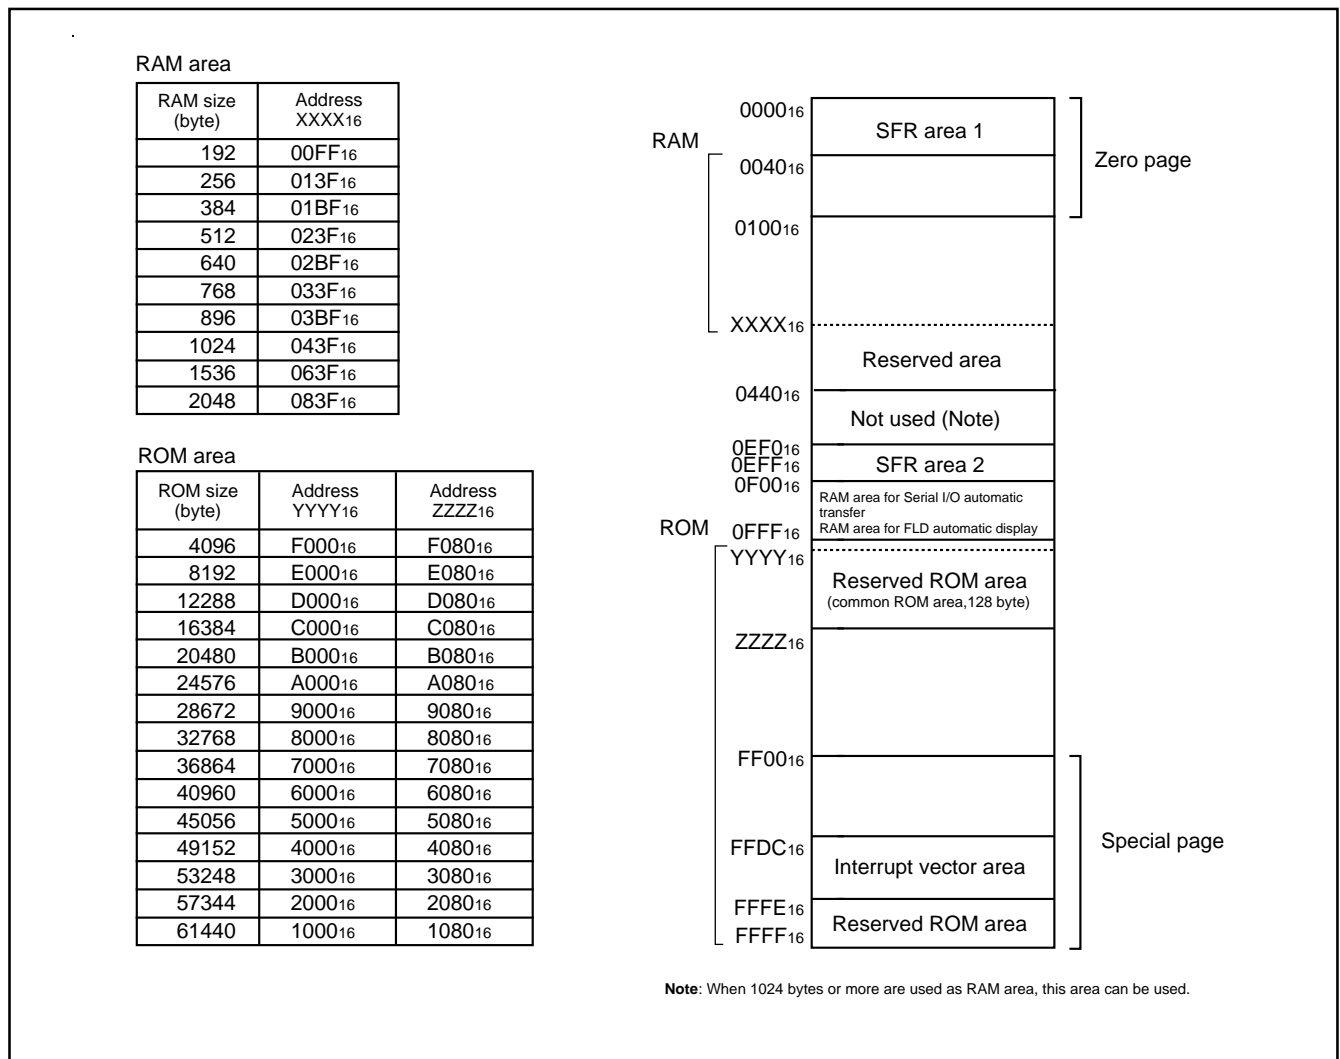 RAM area
RAM size (byte) Address XXXX16
192 00FF16
256 013F16
384 01BF16
512 023F16
640 02BF16
768 033F16
896 03BF16
1024 043F16
1536 063F16
2048 083F16
ROM area
ROM size (byte) Address YYYY16 Address ZZZZ16
4096 F00016 F08016
8192 E00016 E08016
12288 D00016 D08016
16384 C00016 C08016
20480 B00016 B08016
24576 A00016 A08016
28672 900016 908016
32768 800016 808016
36864 700016 708016
40960 600016 608016
45056 500016 508016
49152 400016 408016
53248 300016 308016
57344 200016 208016
61440 100016 108016
000016
SFR area 1
RAM
004016
Zero page
010016
XXXX16
Reserved area
044016
Not used (Note)
0EF016
0EFF16
SFR area 2
0F0016
RAM area for Serial I/O automatic
transfer
RAM area for FLD automatic display
ROM
0FFF16
YYYY16
Reserved ROM area
(common ROM area,128 byte)
ZZZZ16
FF0016
Special page
FFDC16
Interrupt vector area
FFFE16
Reserved ROM area
FFFF16
Note: When 1024 bytes or more are used as RAM area, this area can be used.